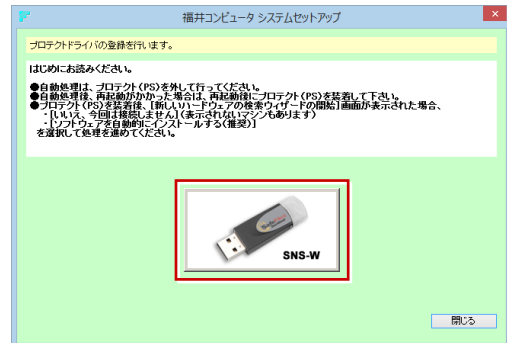 福井コンピュータ システムセットアップ
プロテクトドライバの登録を行います。
はじめにお読みください。
●自動処理は、プロテクト(PS)を外して行ってください。
●自動処理後、再起動がかかった場合は、再起動後にプロテクト(PS)を装着して下さい。
●プロテクト(PS)を装着後、[新しいハードウェアの検索ウィザードの開始]画面が表示された場合、
・[いいえ、今回は接続しません](表示されないマシンもあります)
・[ソフトウェアを自動的にインストールする(推奨)]
を選択して処理を進めてください。
SNS-W
閉じる